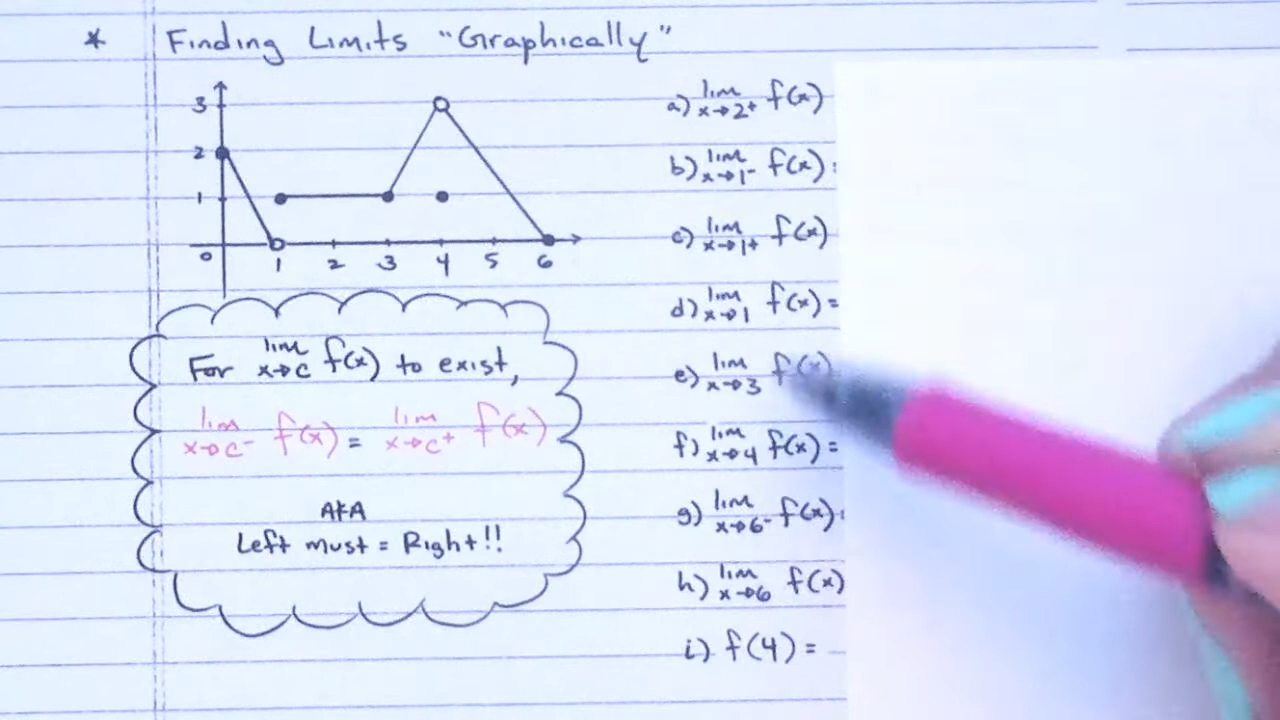 * Finding Limits "Graphically"
3
2
1
0 1 2 3 4 5 6
a) lim x→2⁺ f(x)
b) lim x→1⁻ f(x) :
c) lim x→1⁺ f(x)
d) lim x→1 f(x) =
e) lim x→3 f(x)
f) lim x→4 f(x) =
g) lim x→6⁻ f(x) :
h) lim x→6 f(x)
i) f(4) =
For lim x→c f(x) to exist,
lim x→c⁻ f(x) = lim x→c⁺ f(x)
AKA
Left must = Right!!